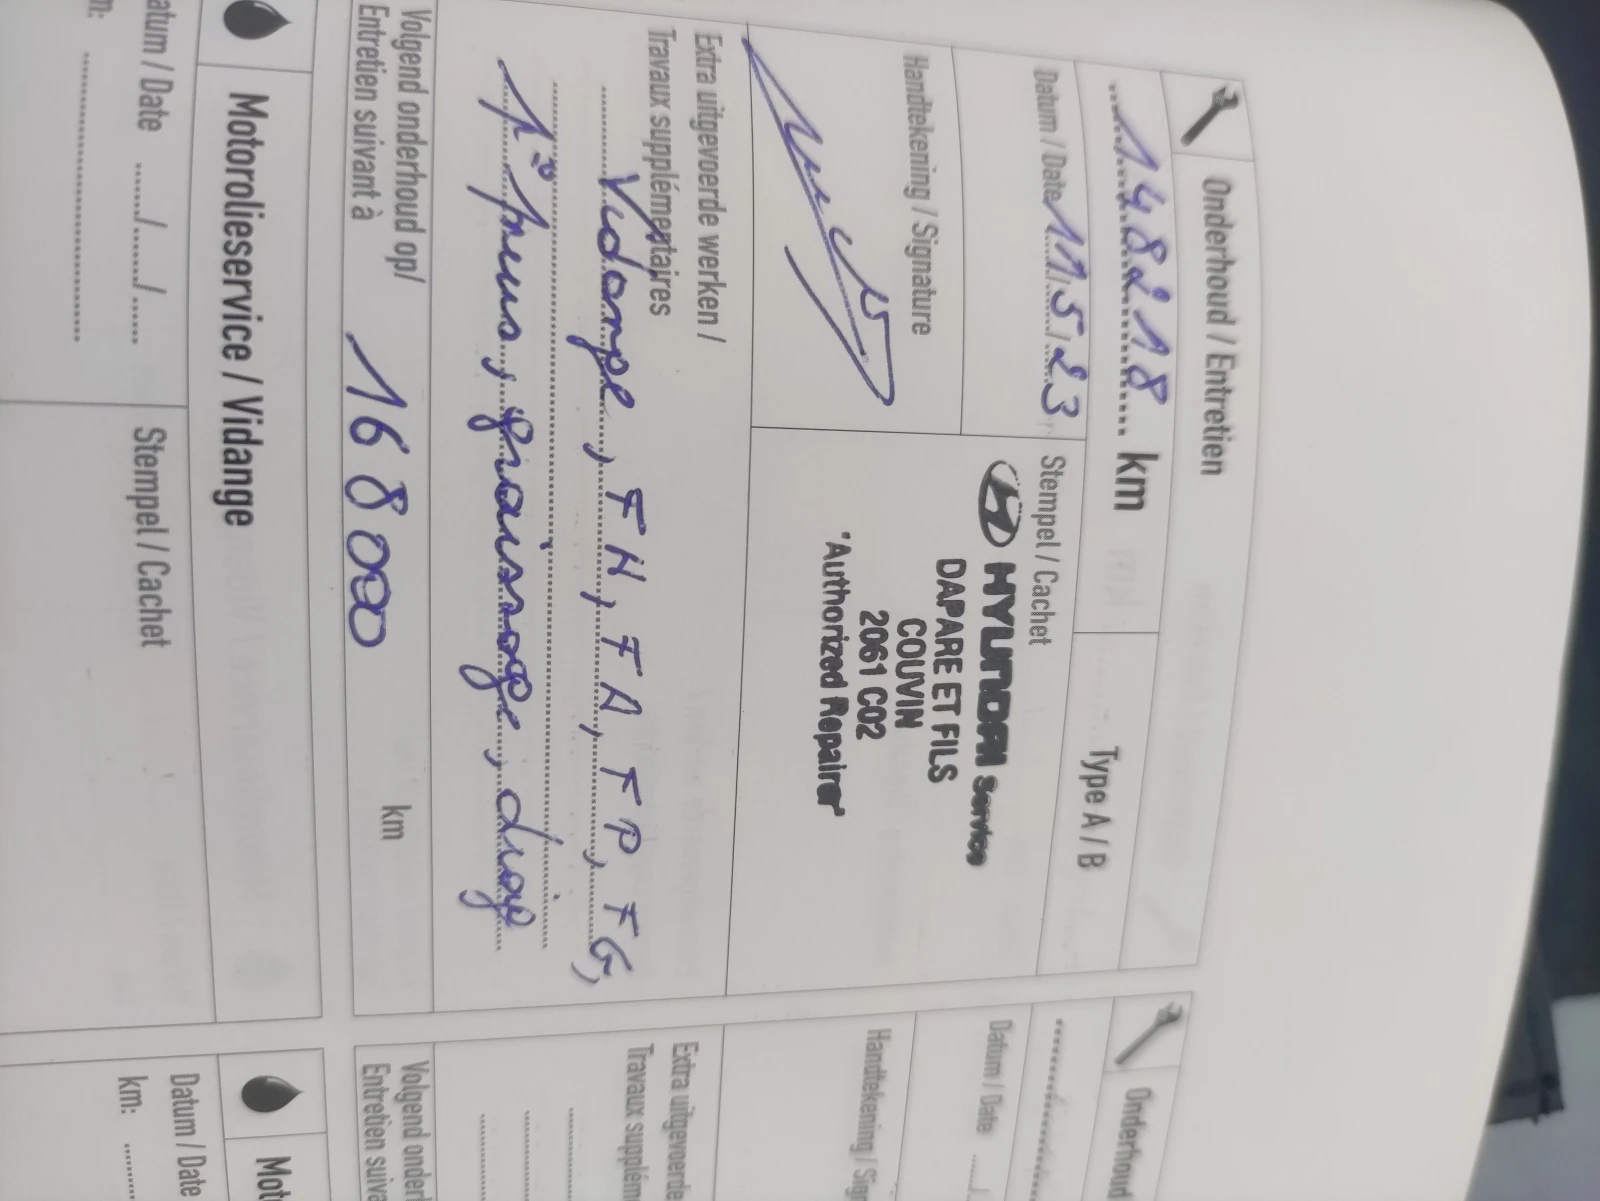 Onderhoud / Entretien
148218 km
Type A / B
Datum / Date 11/5/23
Stempel / Cachet
HYUNDAI Service
DAPARE ET FILS
COUVIN
2061 C02
"Authorized Repairer"
Handtekening / Signature
Extra uitgevoerde werken /
Travaux supplémentaires
Vidange, FH, FA, FP, FG,
pneus, graissage, diag
Volgend onderhoud op/
Entretien suivant à
168000 km
Motorolieservice / Vidange
atum / Date ....../....../......
m:
Stempel / Cachet
Onderhoud
Datum / Date
Handtekening / Sig
Extra uitgevoerde
Travaux supplém
Volgend onderh
Entretien suiva
Mot
Datum / Date
km: